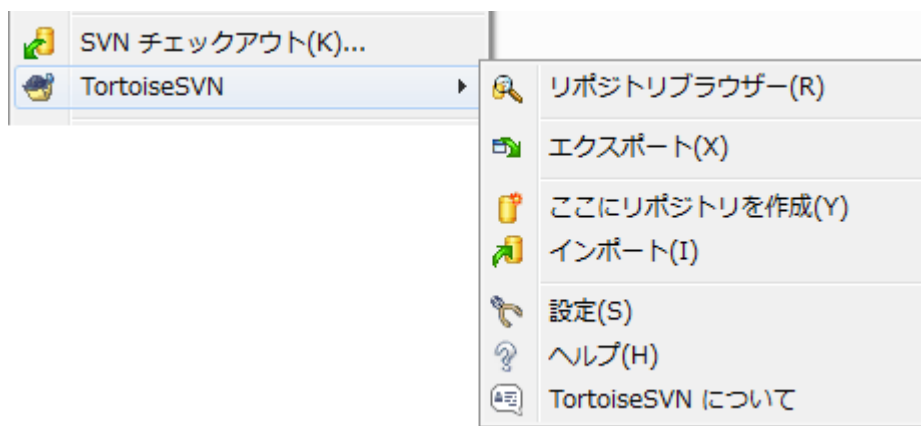 SVN チェックアウト(K)...
TortoiseSVN
リポジトリブラウザー(R)
エクスポート(X)
ここにリポジトリを作成(Y)
インポート(I)
設定(S)
ヘルプ(H)
TortoiseSVN について